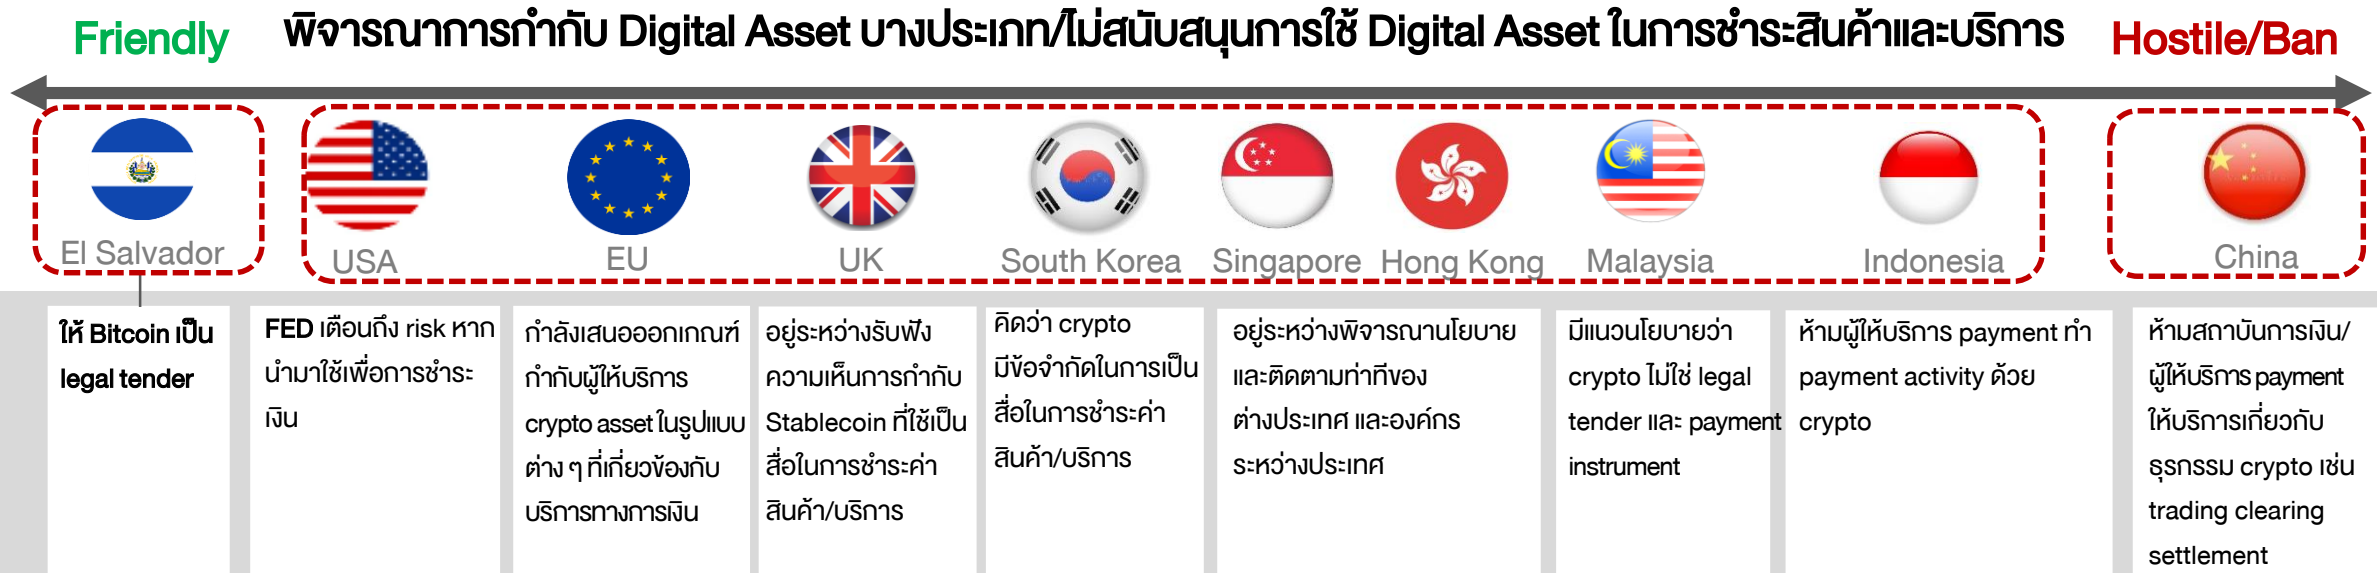 Friendly
พิจารณาการกำกับ Digital Asset บางประเภท/ไม่สนับสนุนการใช้ Digital Asset ในการชำระสินค้าและบริการ
Hostile/Ban
El Salvador
USA
EU
UK
South Korea
Singapore
Hong Kong
Malaysia
Indonesia
China
ให้ Bitcoin เป็น
legal tender
FED เตือนถึง risk หาก
นำมาใช้เพื่อการชำระ
เงิน
กำลังเสนอออกเกณฑ์
กำกับผู้ให้บริการ
crypto asset ในรูปแบบ
ต่าง ๆ ที่เกี่ยวข้องกับ
บริการทางการเงิน
อยู่ระหว่างรับฟัง
ความเห็นการกำกับ
Stablecoin ที่ใช้เป็น
สื่อในการชำระค่า
สินค้า/บริการ
คิดว่า crypto
มีข้อจำกัดในการเป็น
สื่อในการชำระค่า
สินค้า/บริการ
อยู่ระหว่างพิจารณานโยบาย
และติดตามท่าทีของ
ต่างประเทศ และองค์กร
ระหว่างประเทศ
มีแนวนโยบายว่า
crypto ไม่ใช่ legal
tender และ payment
instrument
ห้ามผู้ให้บริการ payment ทำ
payment activity ด้วย
crypto
ห้ามสถาบันการเงิน/
ผู้ให้บริการ payment
ให้บริการเกี่ยวกับ
ธุรกรรม crypto เช่น
trading clearing
settlement